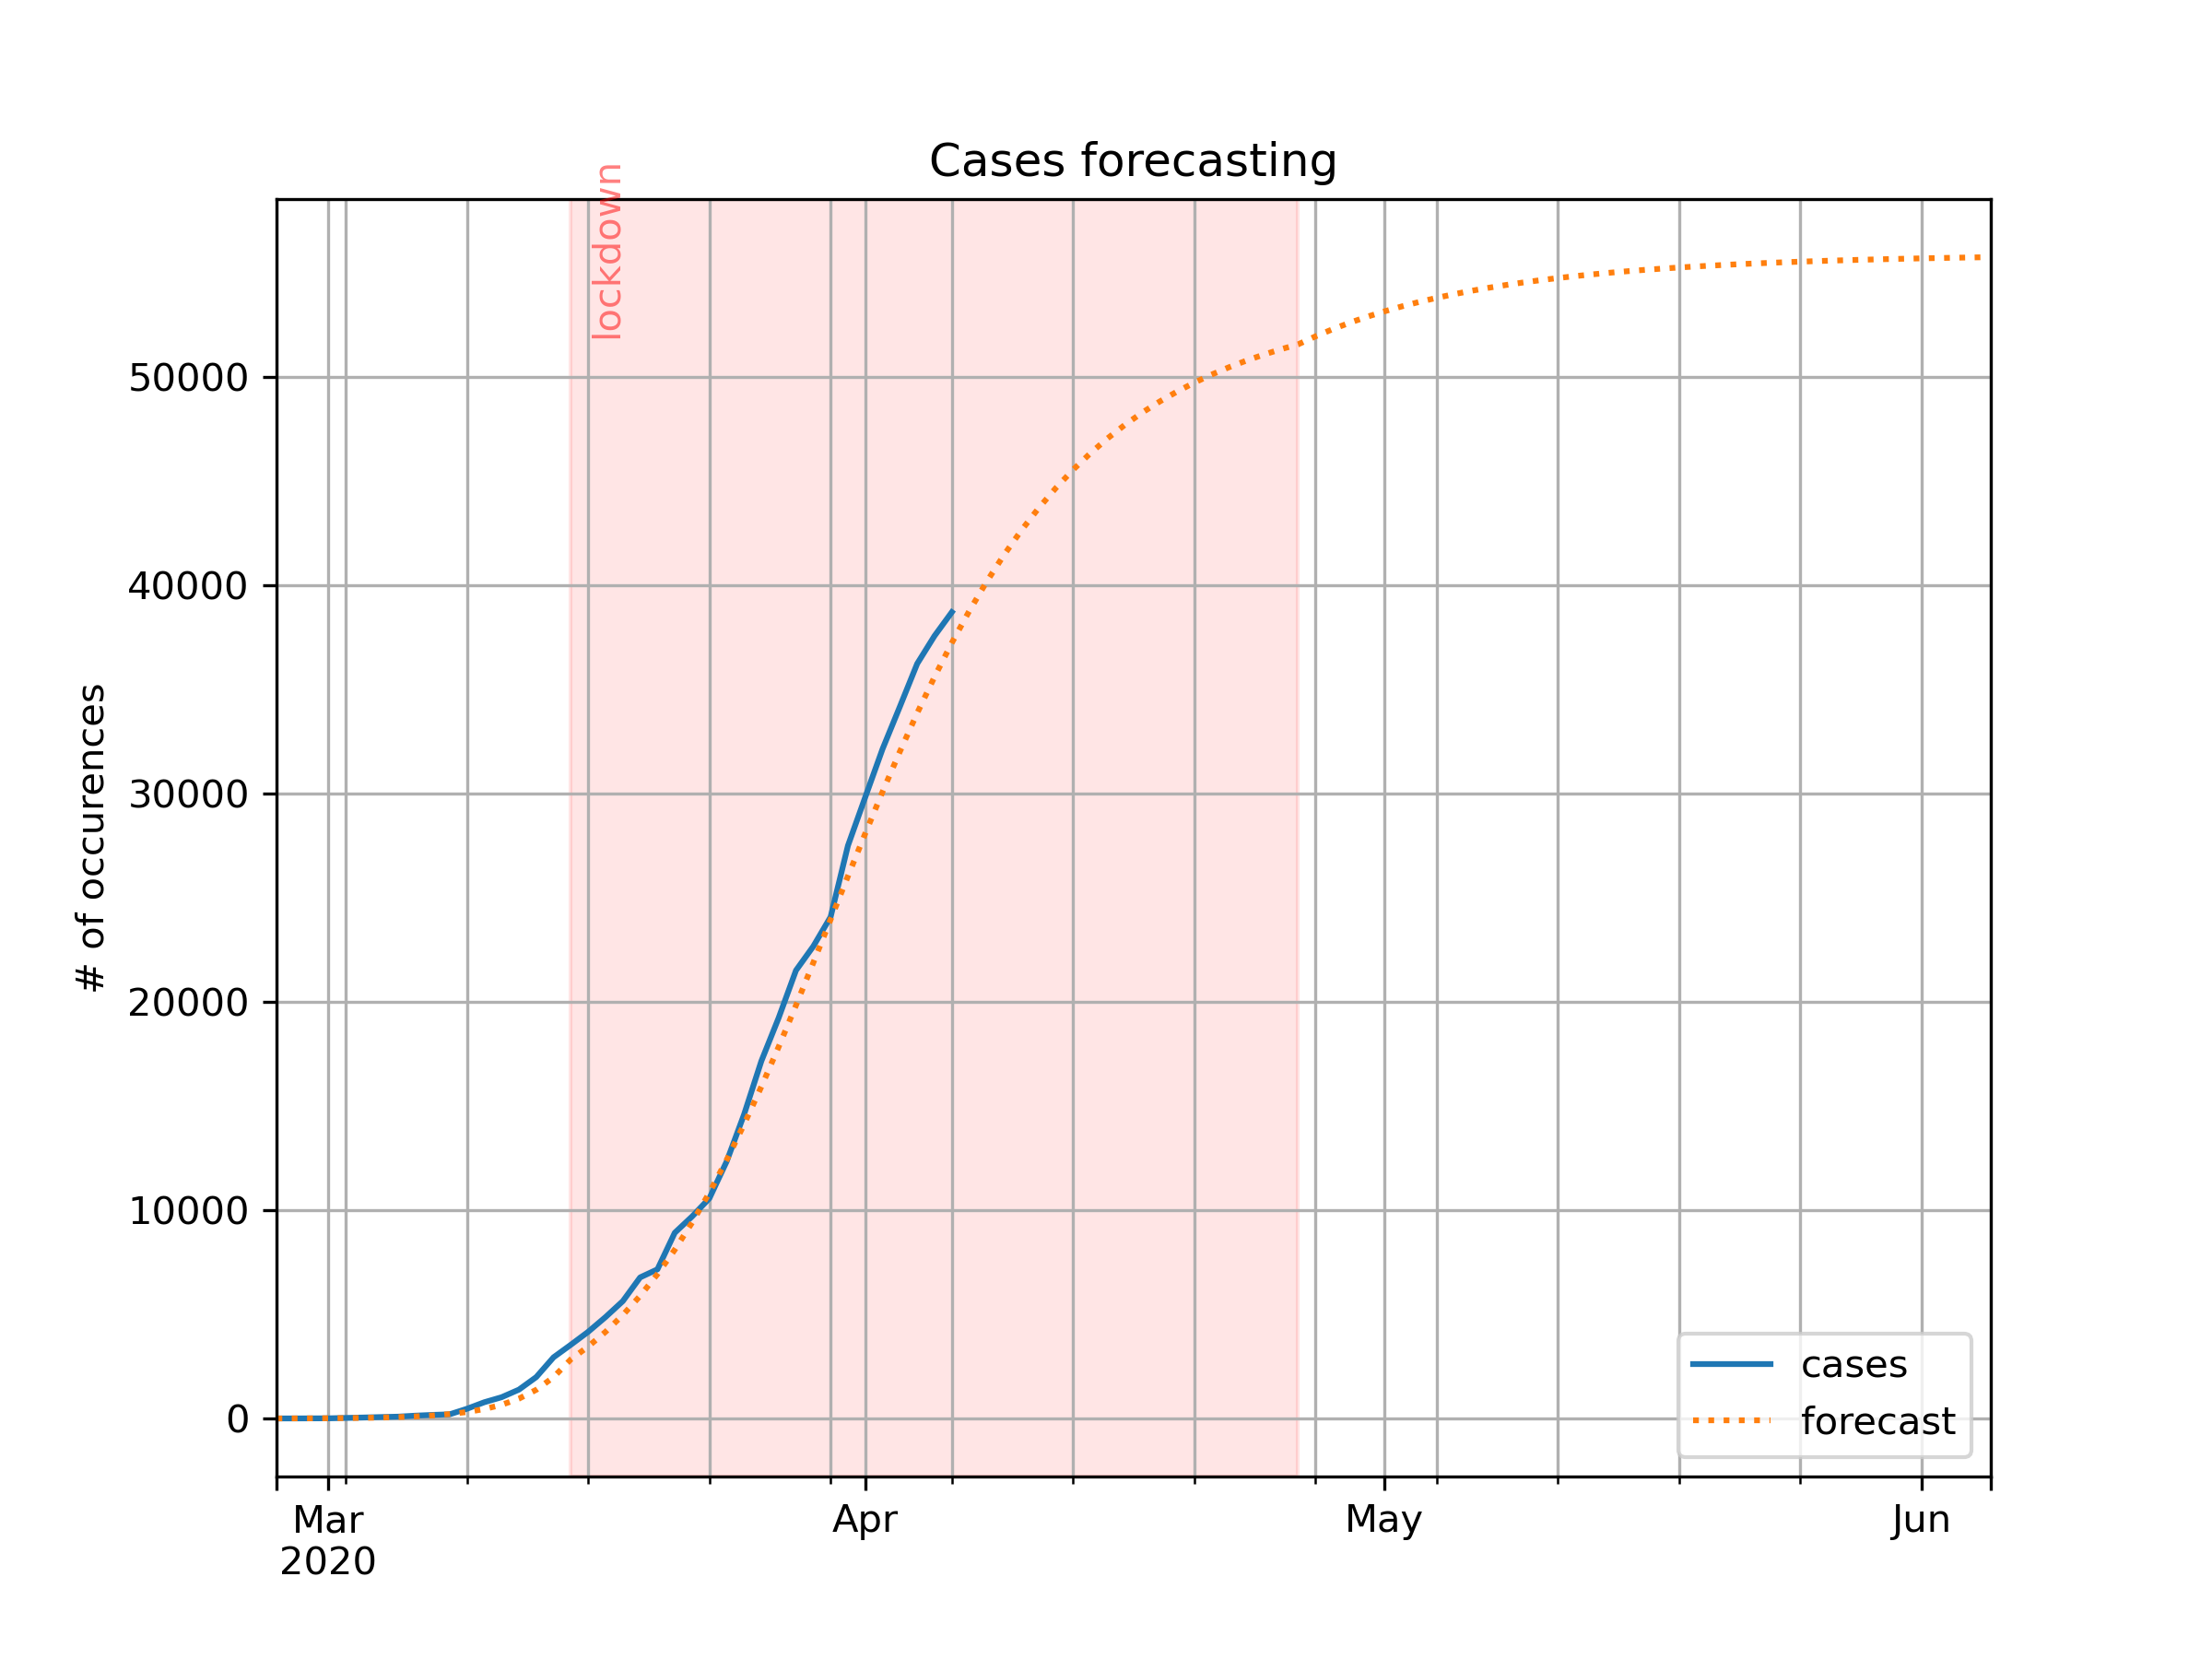 Cases forecasting
lockdown
# of occurences
50000
40000
30000
20000
10000
0
Mar
2020
Apr
May
Jun
cases
forecast